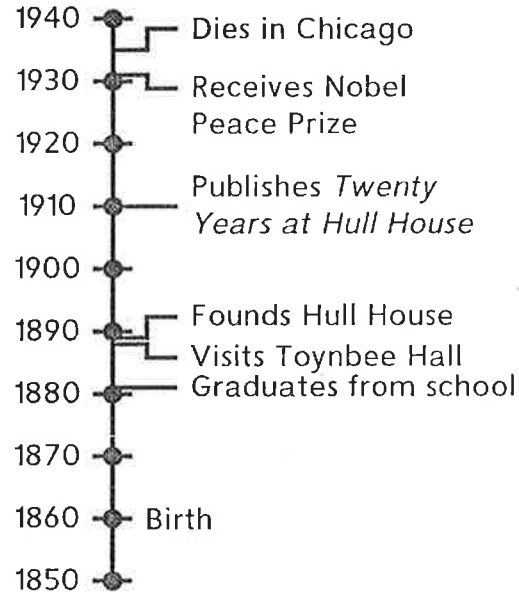 1940
Dies in Chicago
1930
Receives Nobel
Peace Prize
1920
Publishes Twenty
1910
Years at Hull House
1900
Founds Hull House
1890
Visits Toynbee Hall
Graduates from school
1880
1870
1860 Birth
1850